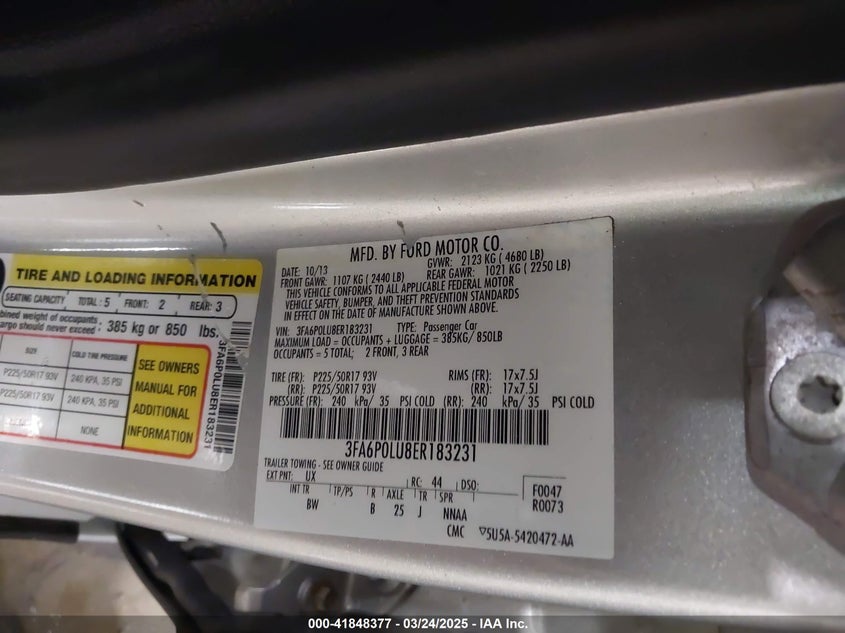 TIRE AND LOADING INFORMATION
SEATING CAPACITY TOTAL: 5 FRONT: 2 REAR: 3
bined weight of occupants
argo should never exceed: 385 kg or 850 lbs.
SIZE COLD TIRE PRESSURE
P225/50R17 93V 240 KPA, 35 PSI
P225/50R17 93V 240 KPA, 35 PSI
NONE
SEE OWNERS
MANUAL FOR
ADDITIONAL
INFORMATION
3FA6P0LU8ER183231
MFD. BY FORD MOTOR CO.
DATE: 10/13 GVWR: 2123 KG ( 4680 LB)
FRONT GAWR: 1107 KG ( 2440 LB) REAR GAWR: 1021 KG ( 2250 LB)
THIS VEHICLE CONFORMS TO ALL APPLICABLE FEDERAL MOTOR
VEHICLE SAFETY, BUMPER, AND THEFT PREVENTION STANDARDS
IN EFFECT ON THE DATE OF MANUFACTURE SHOWN ABOVE.
VIN: 3FA6P0LU8ER183231 TYPE: Passenger Car
MAXIMUM LOAD = OCCUPANTS + LUGGAGE = 385KG/ 850LB
OCCUPANTS = 5 TOTAL; 2 FRONT, 3 REAR
TIRE (FR): P225/50R17 93V RIMS (FR): 17x7.5J
(RR): P225/50R17 93V (RR): 17x7.5J
PRESSURE (FR): 240 kPa/ 35 PSI COLD (RR): 240 kPa/ 35 PSI COLD
3FA6P0LU8ER183231
TRAILER TOWING - SEE OWNER GUIDE
EXT PNT: UX RC: 44 DSO:
INT TR TP/PS R AXLE TR SPR
BW B 25 J NNAA
F0047
R0073
CMC ▽5U5A-5420472-AA
000-41848377 - 03/24/2025 - IAA Inc.